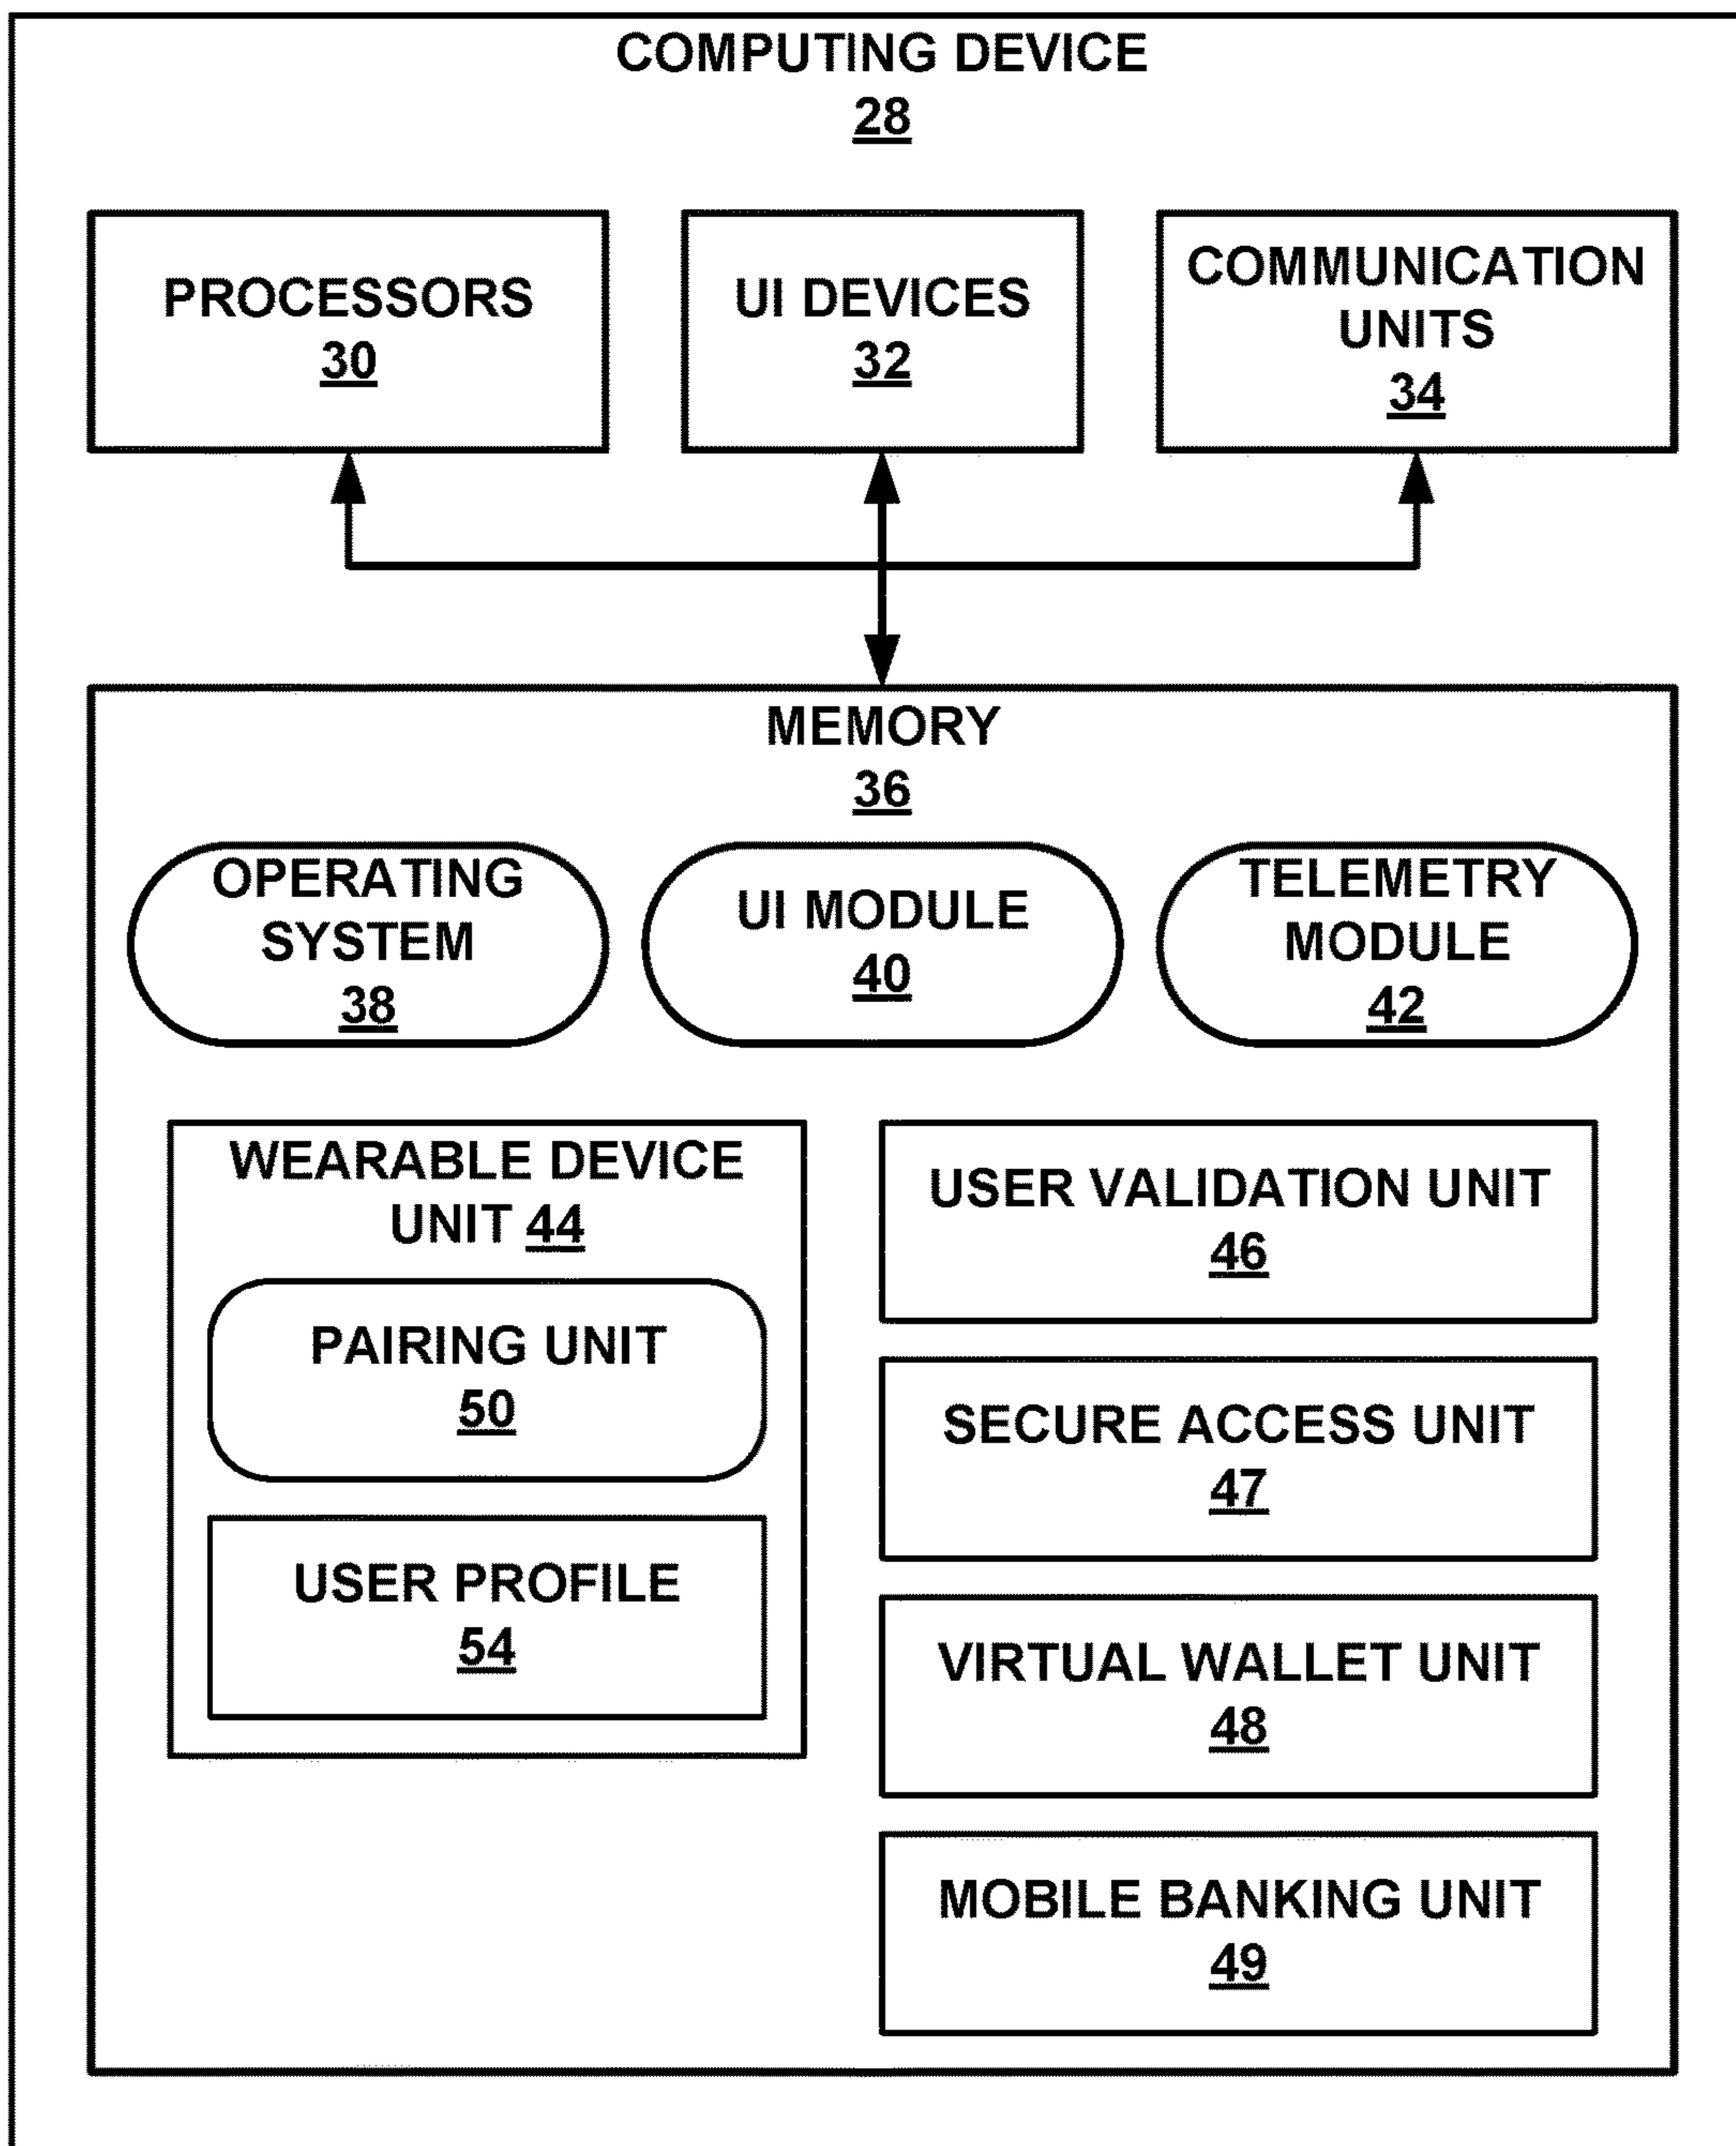 COMPUTING DEVICE
28
PROCESSORS
30
UI DEVICES
32
COMMUNICATION
UNITS
34
MEMORY
36
OPERATING
SYSTEM
38
UI MODULE
40
TELEMETRY
MODULE
42
WEARABLE DEVICE
UNIT 44
PAIRING UNIT
50
USER PROFILE
54
USER VALIDATION UNIT
46
SECURE ACCESS UNIT
47
VIRTUAL WALLET UNIT
48
MOBILE BANKING UNIT
49